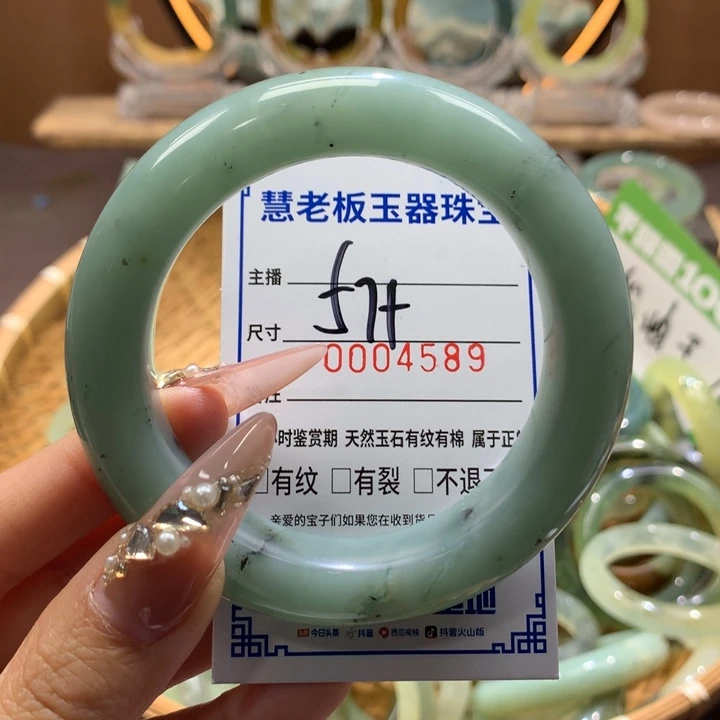 慧老板玉器珠宝
主播
尺寸 57+
0004589
时鉴赏期 天然玉石有纹有棉 属于正
□有纹 □有裂 □不退
亲爱的宝子们如果您在收到货
今日头条 抖音 西瓜视频 抖音火山版